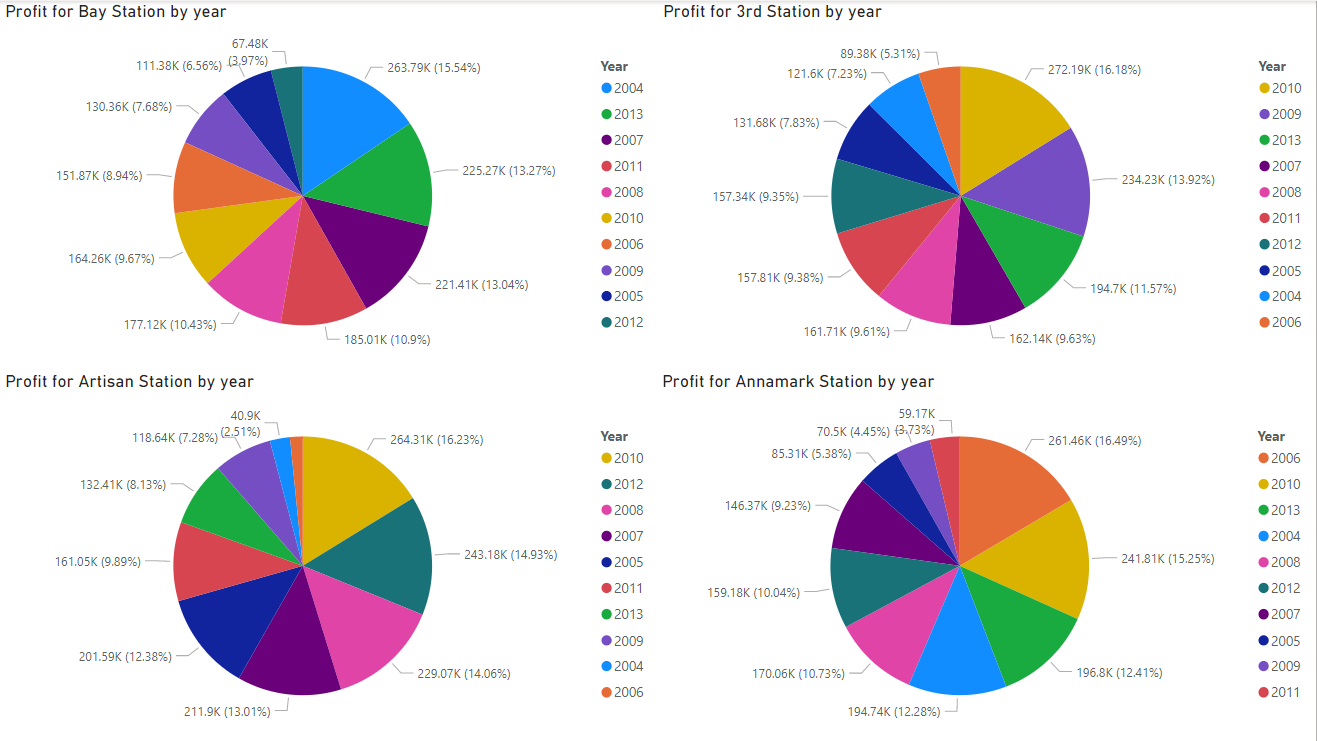 Profit for Bay Station by year
67.48K
(3.97%)
263.79K (15.54%)
111.38K (6.56%)
130.36K (7.68%)
225.27K (13.27%)
151.87K (8.94%)
164.26K (9.67%)
221.41K (13.04%)
177.12K (10.43%)
185.01K (10.9%)
Year
2004
2013
2007
2011
2008
2010
2006
2009
2005
2012
Profit for 3rd Station by year
89.38K (5.31%)
272.19K (16.18%)
121.6K (7.23%)
131.68K (7.83%)
234.23K (13.92%)
157.34K (9.35%)
157.81K (9.38%)
194.7K (11.57%)
161.71K (9.61%)
162.14K (9.63%)
Year
2010
2009
2013
2007
2008
2011
2012
2005
2004
2006
Profit for Artisan Station by year
40.9K
(2.51%)
264.31K (16.23%)
118.64K (7.28%)
132.41K (8.13%)
243.18K (14.93%)
161.05K (9.89%)
201.59K (12.38%)
229.07K (14.06%)
211.9K (13.01%)
Year
2010
2012
2008
2007
2005
2011
2013
2009
2004
2006
Profit for Annamark Station by year
59.17K
(3.73%)
70.5K (4.45%)
261.46K (16.49%)
85.31K (5.38%)
146.37K (9.23%)
241.81K (15.25%)
159.18K (10.04%)
170.06K (10.73%)
196.8K (12.41%)
194.74K (12.28%)
Year
2006
2010
2013
2004
2008
2012
2007
2005
2009
2011